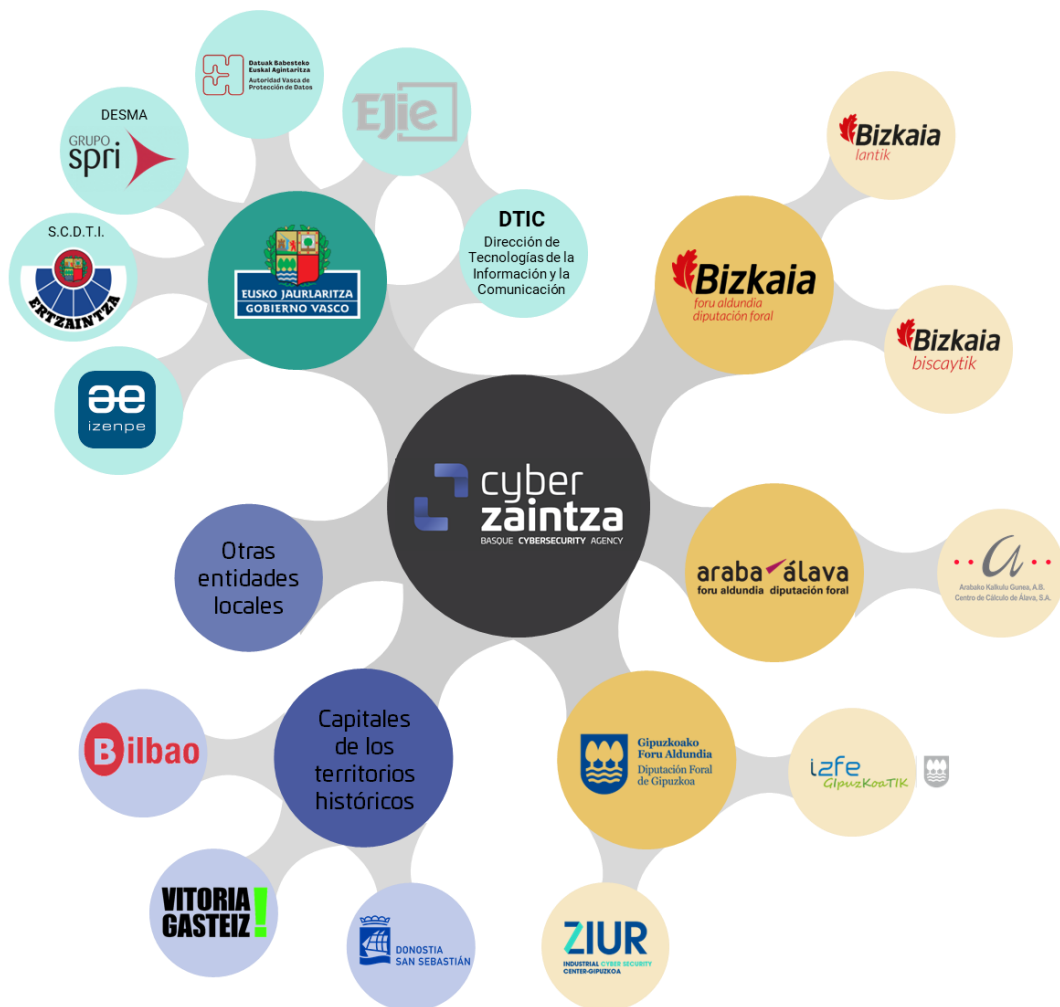 Datuak Babesteko
Euskal Agintaritza
Autoridad Vasca de
Protección de Datos
EJie
DESMA
GRUPO
spri
S.C.D.T.I.
ERTZAINTZA
izenpe
EUSKO JAURLARITZA
GOBIERNO VASCO
DTIC
Dirección de
Tecnologías de la
Información y la
Comunicación
Bizkaia
lantik
Bizkaia
foru aldundia
diputación foral
Bizkaia
biscaytik
cyber
zaintza
BASQUE CYBERSECURITY AGENCY
Otras
entidades
locales
araba álava
foru aldundia diputación foral
a
Arabako Kalkulu Gunea, A.B.
Centro de Cálculo de Álava, S.A.
Capitales
de los
territorios
históricos
Bilbao
VITORIA
GASTEIZ!
DONOSTIA
SAN SEBASTIÁN
Gipuzkoako
Foru Aldundia
Diputación Foral
de Gipuzkoa
izfe
GIpuzKoaTIK
ZIUR
INDUSTRIAL CYBER SECURITY
CENTER-GIPUZKOA